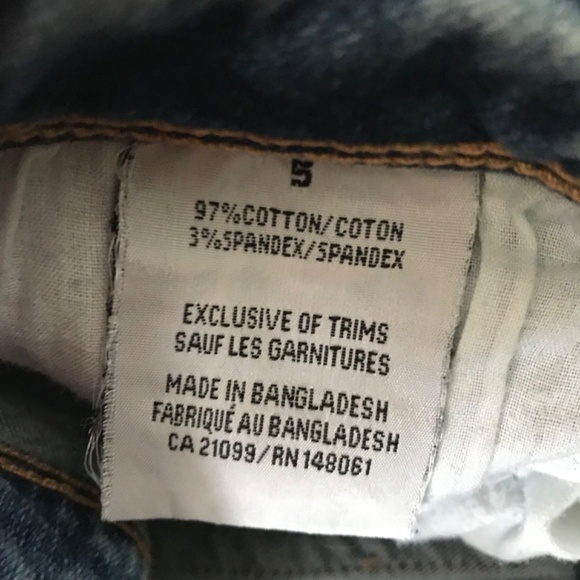 5
97%COTTON/COTON
3%SPANDEX/SPANDEX
EXCLUSIVE OF TRIMS
SAUF LES GARNITURES
MADE IN BANGLADESH
FABRIQUÉ AU BANGLADESH
CA 21099/RN 148061